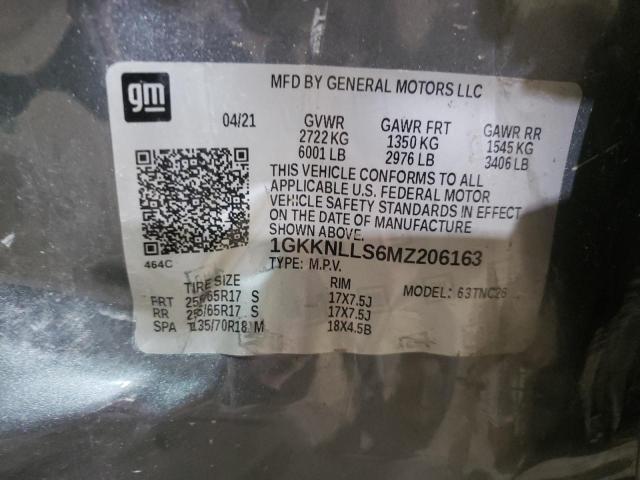 gm
MFD BY GENERAL MOTORS LLC
04/21 GVWR GAWR FRT GAWR RR
2722 KG 1350 KG 1545 KG
6001 LB 2976 LB 3406 LB
THIS VEHICLE CONFORMS TO ALL
APPLICABLE U.S. FEDERAL MOTOR
VEHICLE SAFETY STANDARDS IN EFFECT
ON THE DATE OF MANUFACTURE
SHOWN ABOVE.
464C
1GKKNLLS6MZ206163
TYPE: M.P.V.
TIRE SIZE RIM MODEL: 63TNC26
FRT /65R17 S 17X7.5J
RR /65R17 S 17X7.5J
SPA T135/70R18 M 18X4.5B